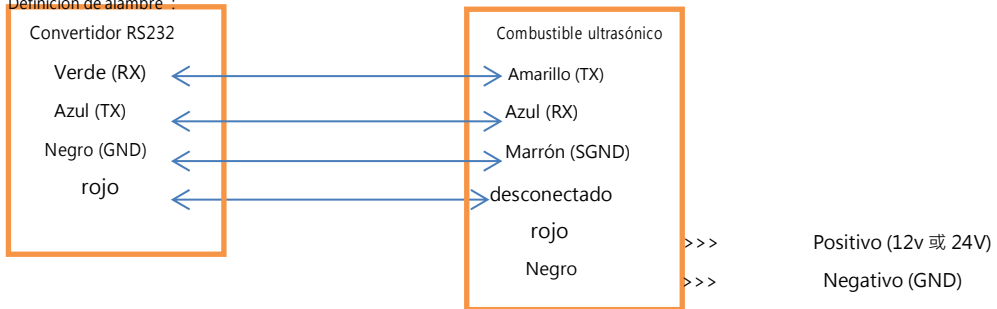 Definición de alambre :
Convertidor RS232
Combustible ultrasónico
Verde (RX)
Amarillo (TX)
Azul (TX)
Azul (RX)
Negro (GND)
Marrón (SGND)
rojo
desconectado
rojo
>>> Positivo (12v 或 24V)
Negro
>>> Negativo (GND)